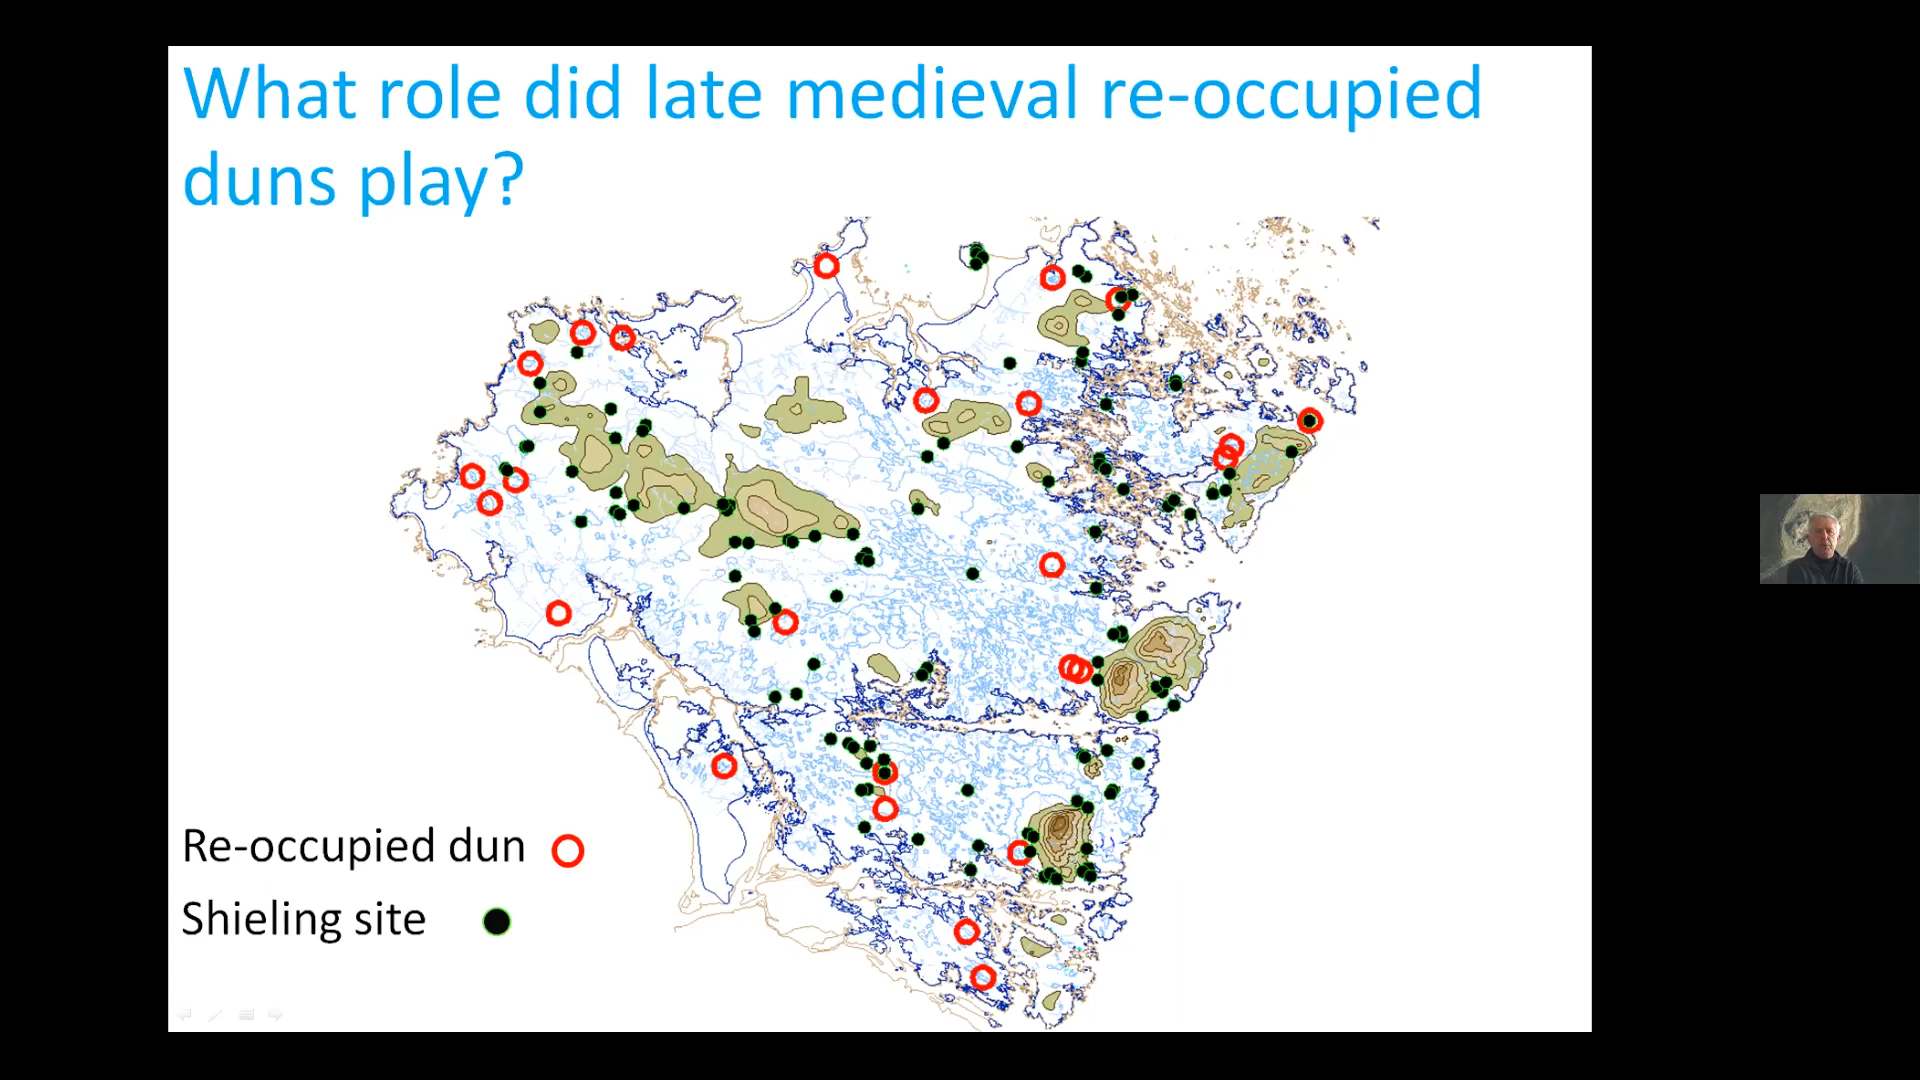 What role did late medieval re-occupied
duns play?
Re-occupied dun
Shieling site